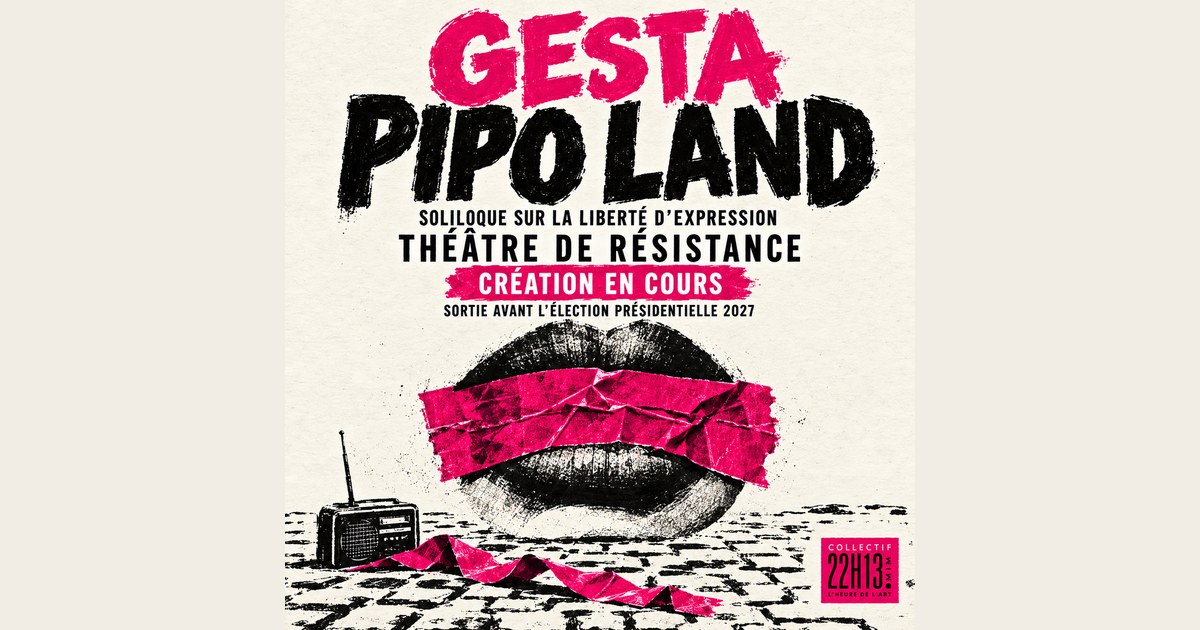 GESTA
PIPO LAND
SOLILOQUE SUR LA LIBERTÉ D'EXPRESSION
THÉÂTRE DE RÉSISTANCE
CRÉATION EN COURS
SORTIE AVANT L'ÉLECTION PRÉSIDENTIELLE 2027
COLLECTIF
22H13
MIM
L'HEURE DE L'ART